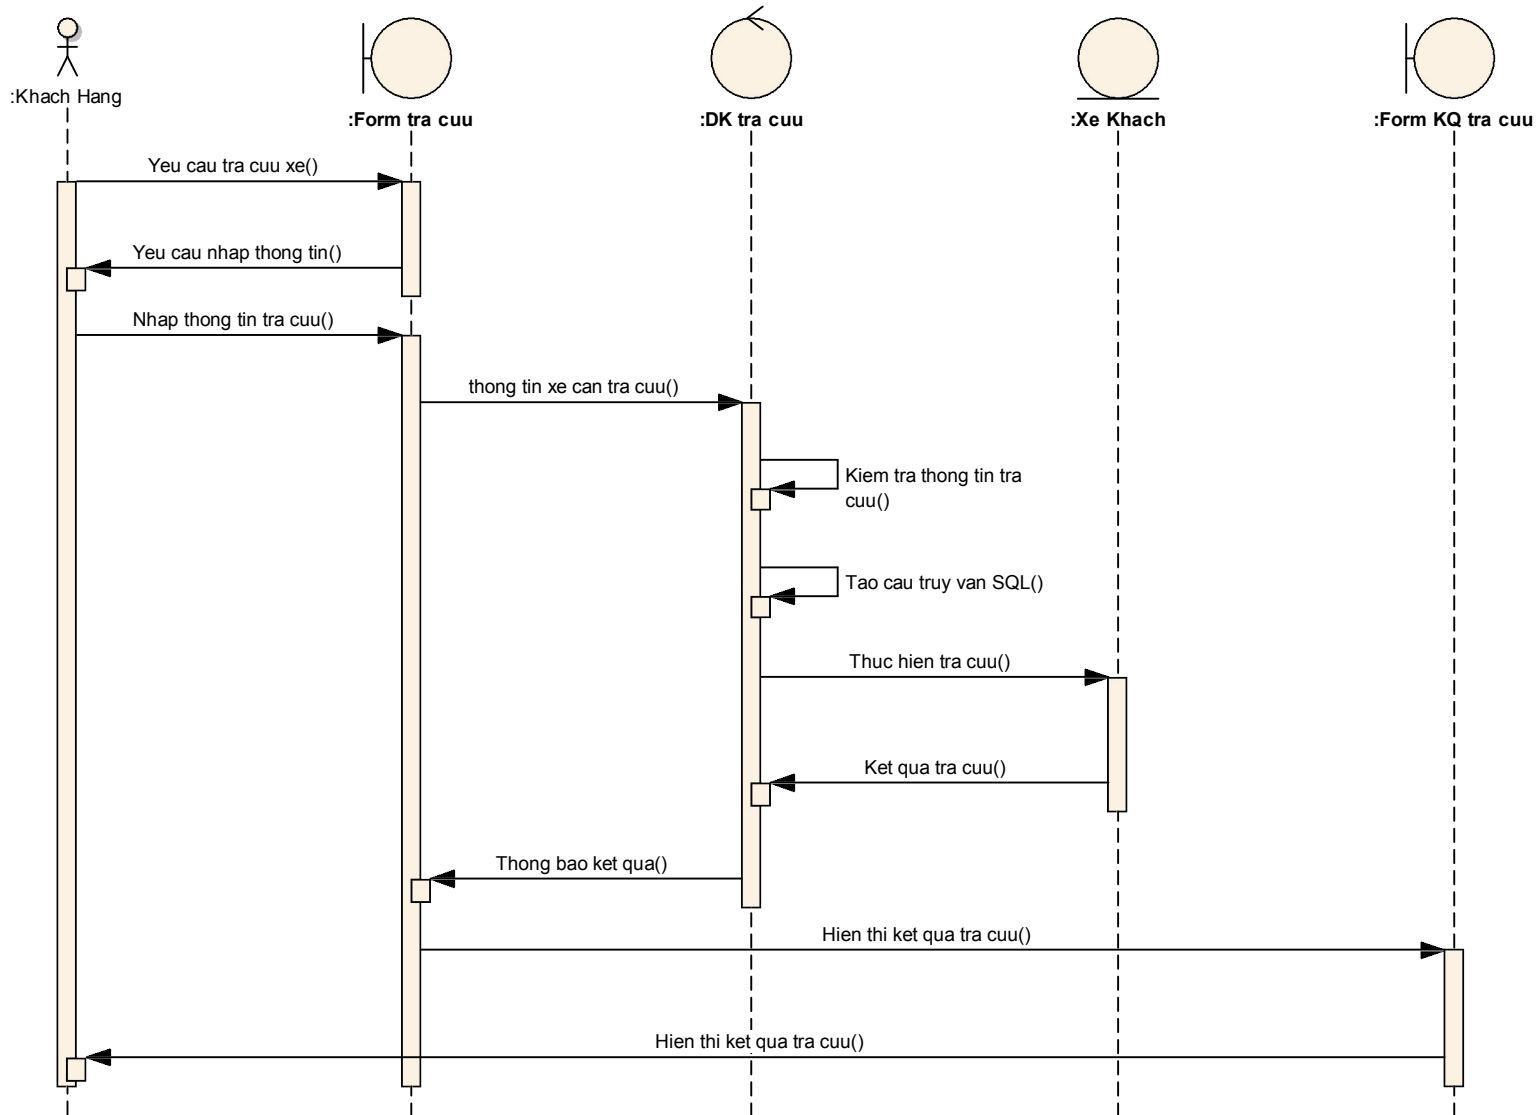 :Khach Hang
:Form tra cuu
:DK tra cuu
:Xe Khach
:Form KQ tra cuu
Yeu cau tra cuu xe()
Yeu cau nhap thong tin()
Nhap thong tin tra cuu()
thong tin xe can tra cuu()
Kiem tra thong tin tra
cuu()
Tao cau truy van SQL()
Thuc hien tra cuu()
Ket qua tra cuu()
Thong bao ket qua()
Hien thi ket qua tra cuu()
Hien thi ket qua tra cuu()